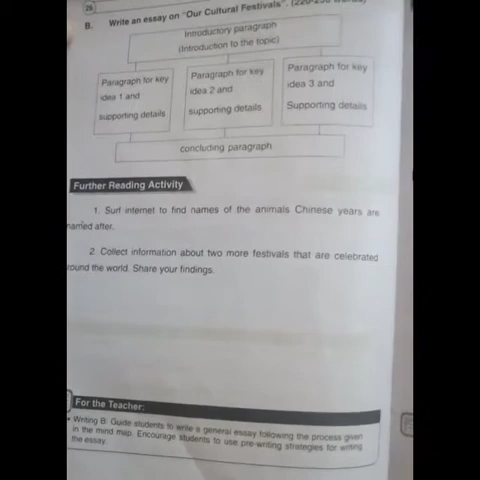 26
B. Write an essay on "Our Cultural Festivals". (220-250 words)
Introductory paragraph
(Introduction to the topic)
Paragraph for key
idea 1 and
supporting details
Paragraph for key
idea 2 and
supporting details
Paragraph for key
idea 3 and
Supporting details
concluding paragraph
Further Reading Activity
1. Surf internet to find names of the animals Chinese years are
named after.
2. Collect information about two more festivals that are celebrated
round the world. Share your findings.
For the Teacher:
• Writing B: Guide students to write a general essay following the process given
in the mind map. Encourage students to use pre-writing strategies for writing
the essay.